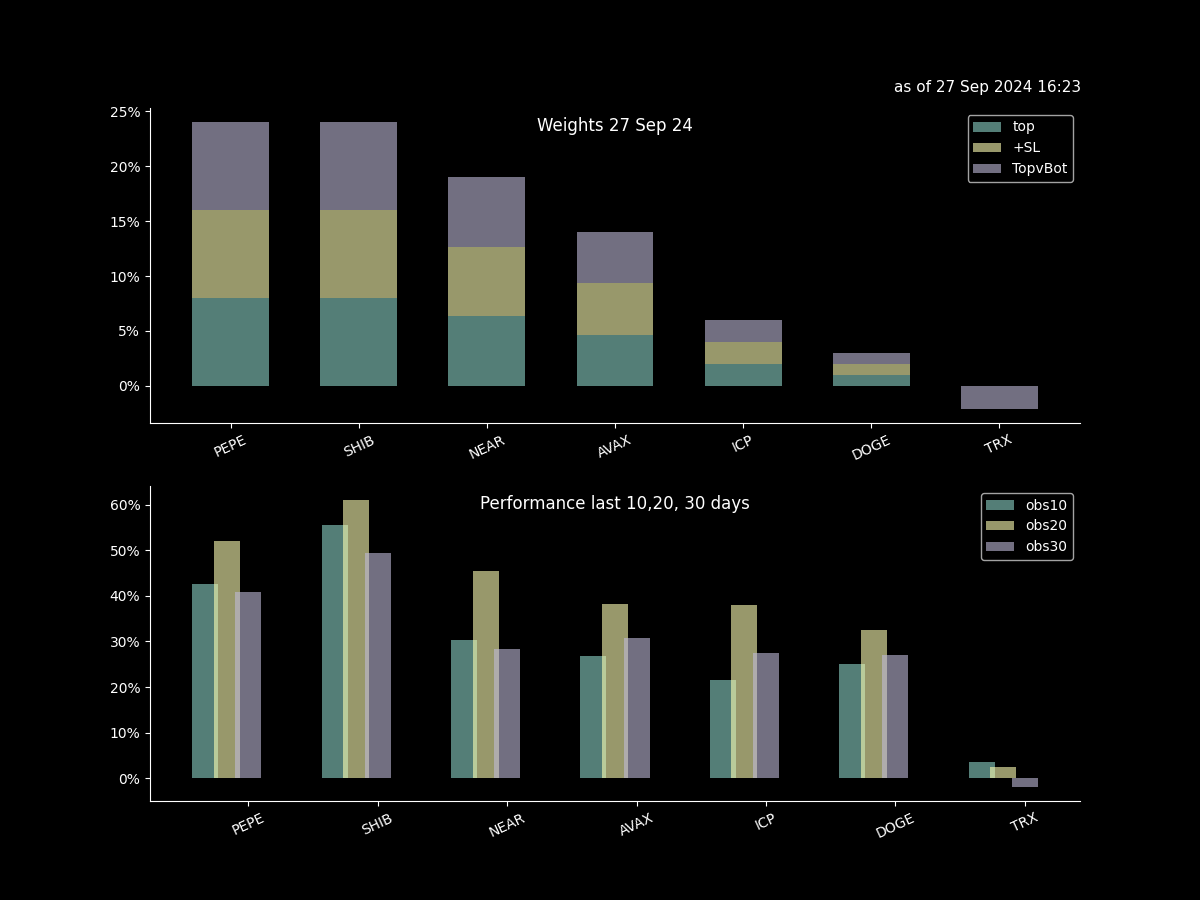 as of 27 Sep 2024 16:23
Weights 27 Sep 24
top
+SL
TopvBot
25%
20%
15%
10%
5%
0%
PEPE SHIB NEAR AVAX ICP DOGE TRX
Performance last 10,20, 30 days
obs10
obs20
obs30
60%
50%
40%
30%
20%
10%
0%
PEPE SHIB NEAR AVAX ICP DOGE TRX